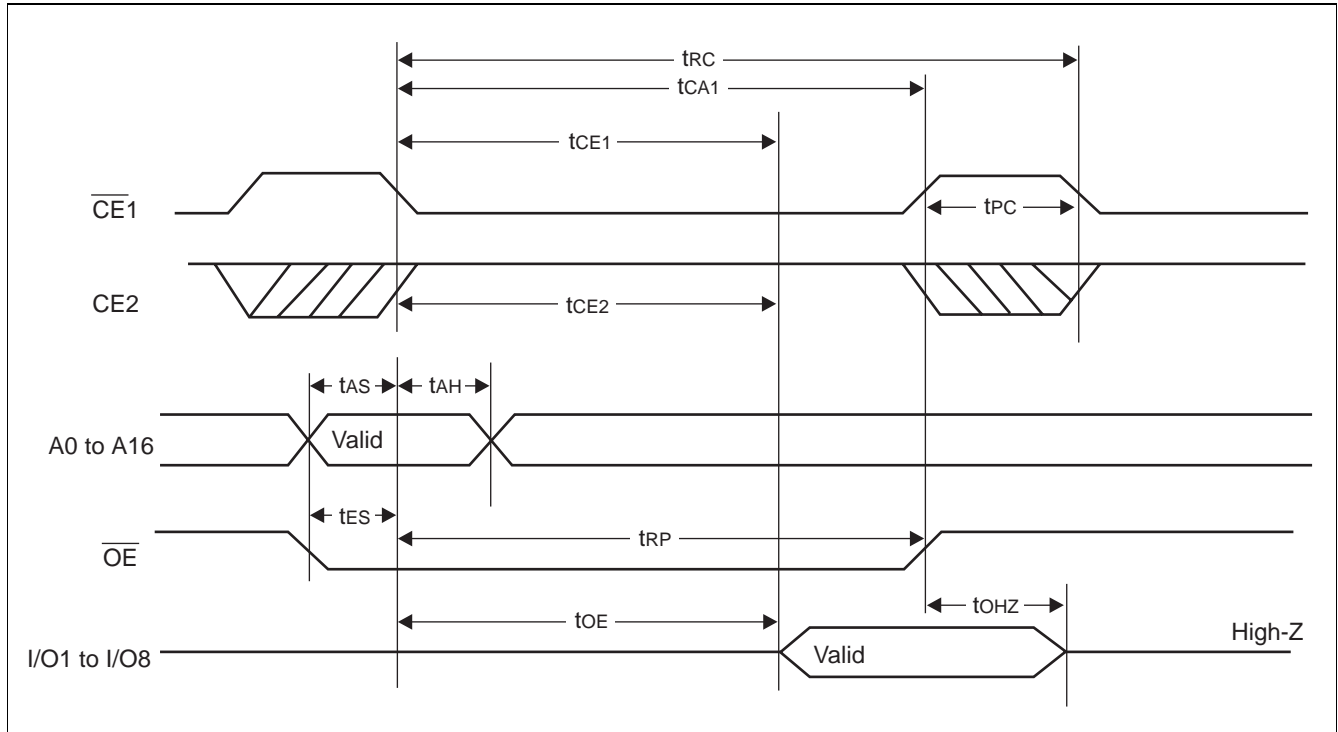 tRC
tCA1
tCE1
CE1
tPC
CE2
tCE2
tAS
tAH
A0 to A16
Valid
tES
OE
tRP
tOHZ
tOE
High-Z
I/O1 to I/O8
Valid